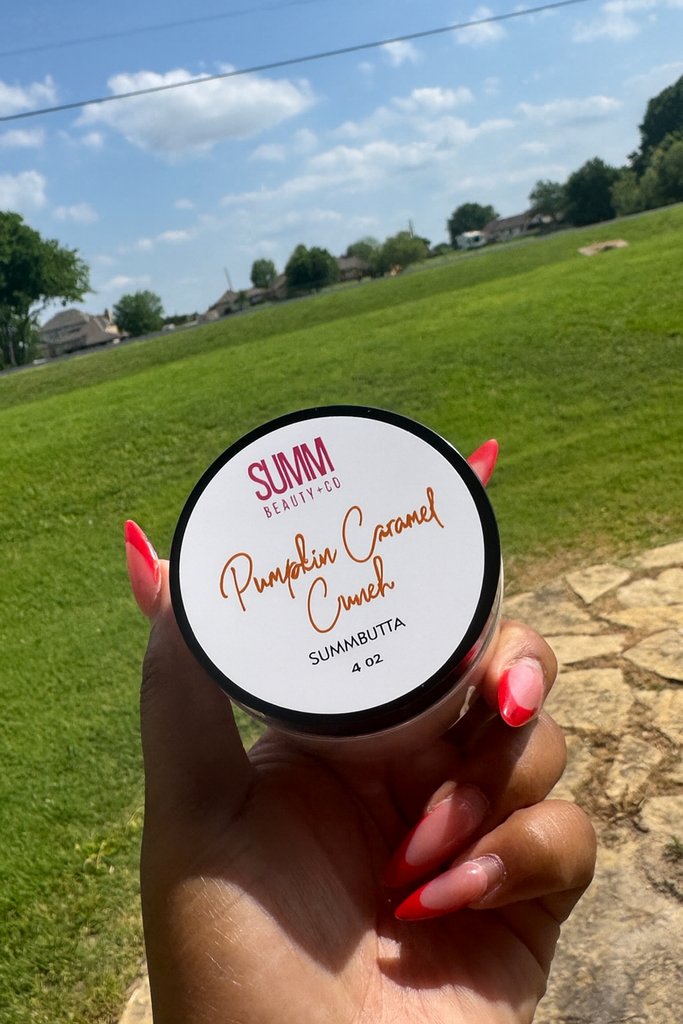 SUMM
BEAUTY+CO
Pumpkin Caramel
Crunch
SUMMBUTTA
4 OZ